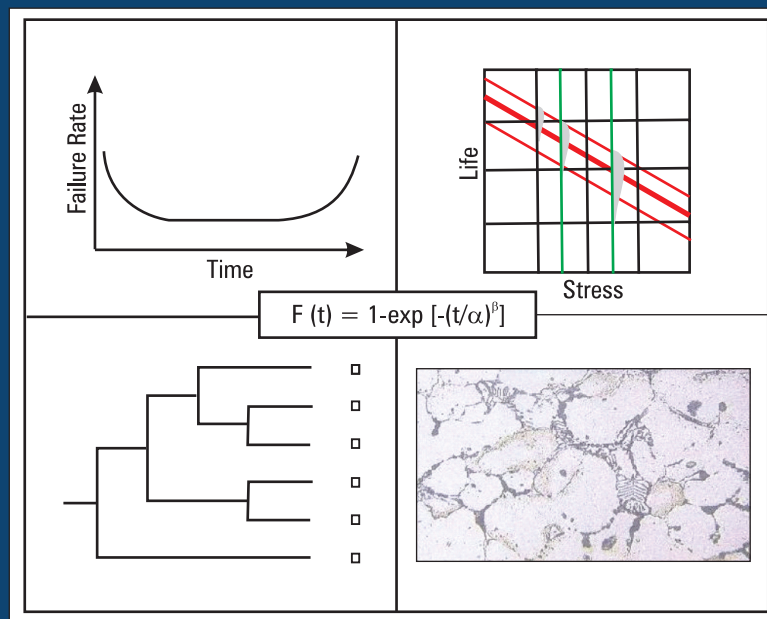 Failure Rate
Time
Life
Stress
F (t) = 1-exp [-(t/α)^β]